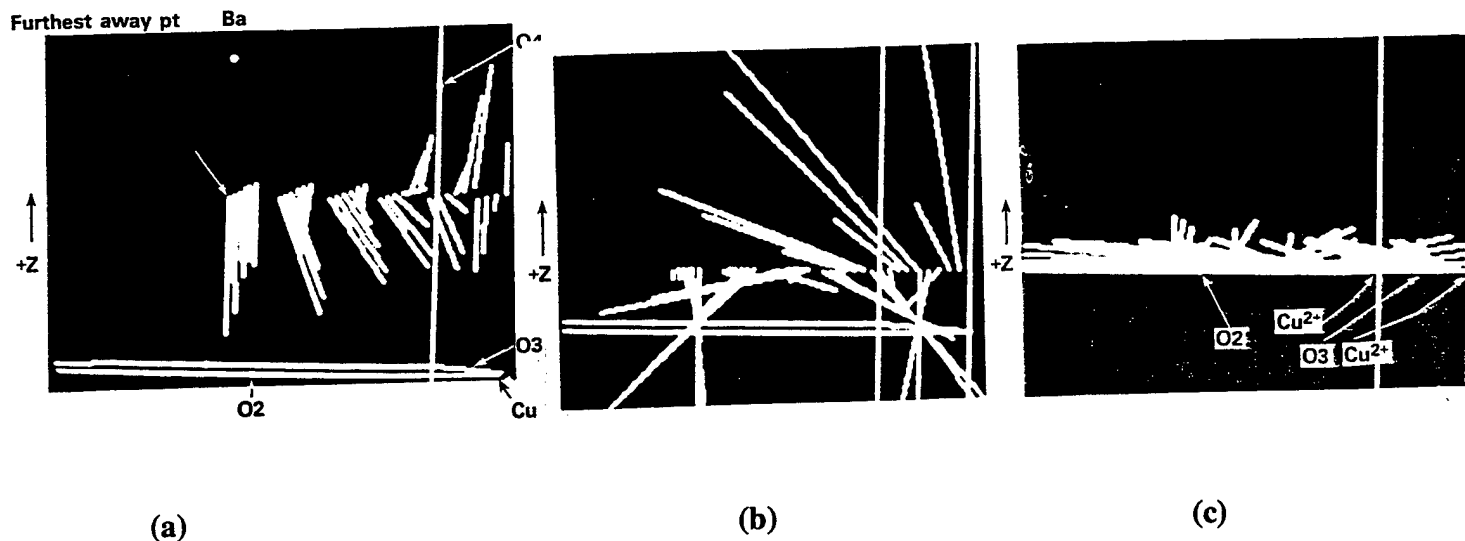 Furthest away pt Ba
+Z
O3
O2
Cu
+Z
+Z
O2
Cu2+
O3 Cu2+
(a)
(b)
(c)